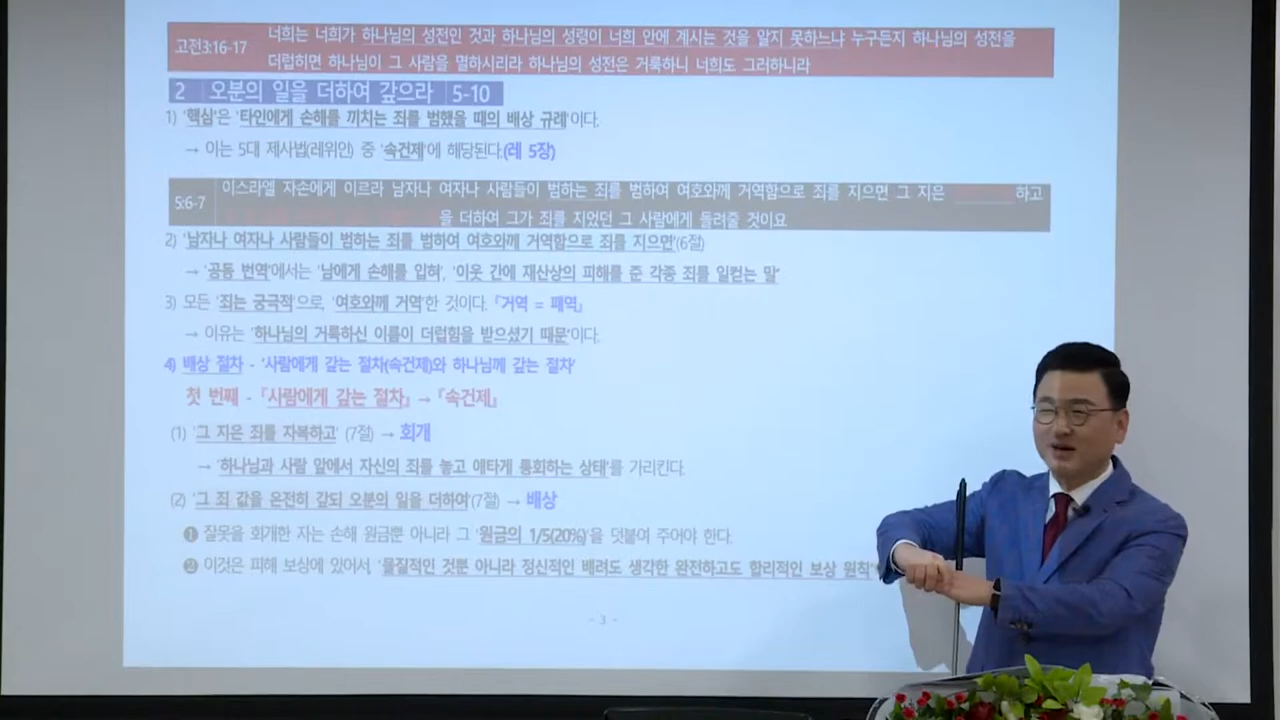 고전3:16-17 너희는 너희가 하나님의 성전인 것과 하나님의 성령이 너희 안에 계시는 것을 알지 못하느냐 누구든지 하나님의 성전을
더럽히면 하나님이 그 사람을 멸하시리라 하나님의 성전은 거룩하니 너희도 그러하니라
2 오분의 일을 더하여 갚으라 5-10
1) '핵심'은 '타인에게 손해를 끼치는 죄를 범했을 때의 배상 규례'이다.
→ 이는 5대 제사법(레위안) 중 '속건제'에 해당된다.(레 5장)
5:6-7 이스라엘 자손에게 이르라 남자나 여자나 사람들이 범하는 죄를 범하여 여호와께 거역함으로 죄를 지으면 그 지은 하고
을 더하여 그가 죄를 지었던 그 사람에게 돌려줄 것이요
2) '남자나 여자나 사람들이 범하는 죄를 범하여 여호와께 거역함으로 죄를 지으면'(6절)
→ '공동 번역'에서는 '남에게 손해를 입혀', '이웃 간에 재산상의 피해를 준 각종 죄를 일컫는 말'
3) 모든 '죄는 궁극적'으로, '여호와께 거역'한 것이다. 『거역 = 패역』
→ 이유는 '하나님의 거룩하신 이름이 더럽힘을 받으셨기 때문'이다.
4) 배상 절차 - '사람에게 갚는 절차(속건제)와 하나님께 갚는 절차'
첫 번째 - 『사람에게 갚는 절차』 → 『속건제』
(1) '그 지은 죄를 자복하고' (7절) → 회개
→ '하나님과 사람 앞에서 자신의 죄를 놓고 애타게 통회하는 상태'를 가리킨다.
(2) '그 죄 값을 온전히 갚되 오분의 일을 더하여'(7절) → 배상
❶ 잘못을 회개한 자는 손해 원금뿐 아니라 그 '원금의 1/5(20%)'을 덧붙여 주어야 한다.
❷ 이것은 피해 보상에 있어서, '물질적인 것뿐 아니라 정신적인 배려도 생각한 완전하고도 합리적인 보상 원칙'
- 3 -